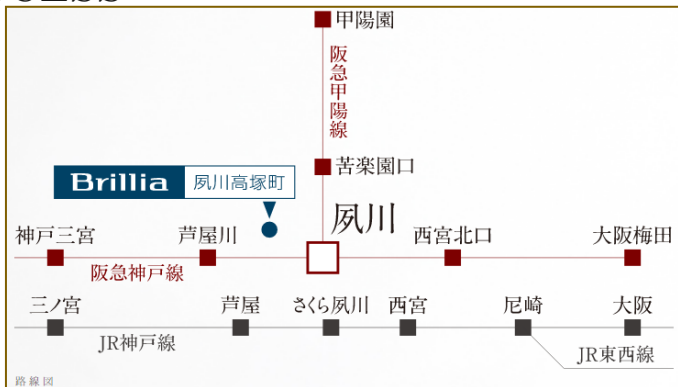 甲陽園
阪急甲陽線
苦楽園口
Brillia 夙川高塚町
夙川
神戸三宮 芦屋川 西宮北口 大阪梅田
阪急神戸線
三ノ宮 芦屋 さくら夙川 西宮 尼崎 大阪
JR神戸線
JR東西線
路線図